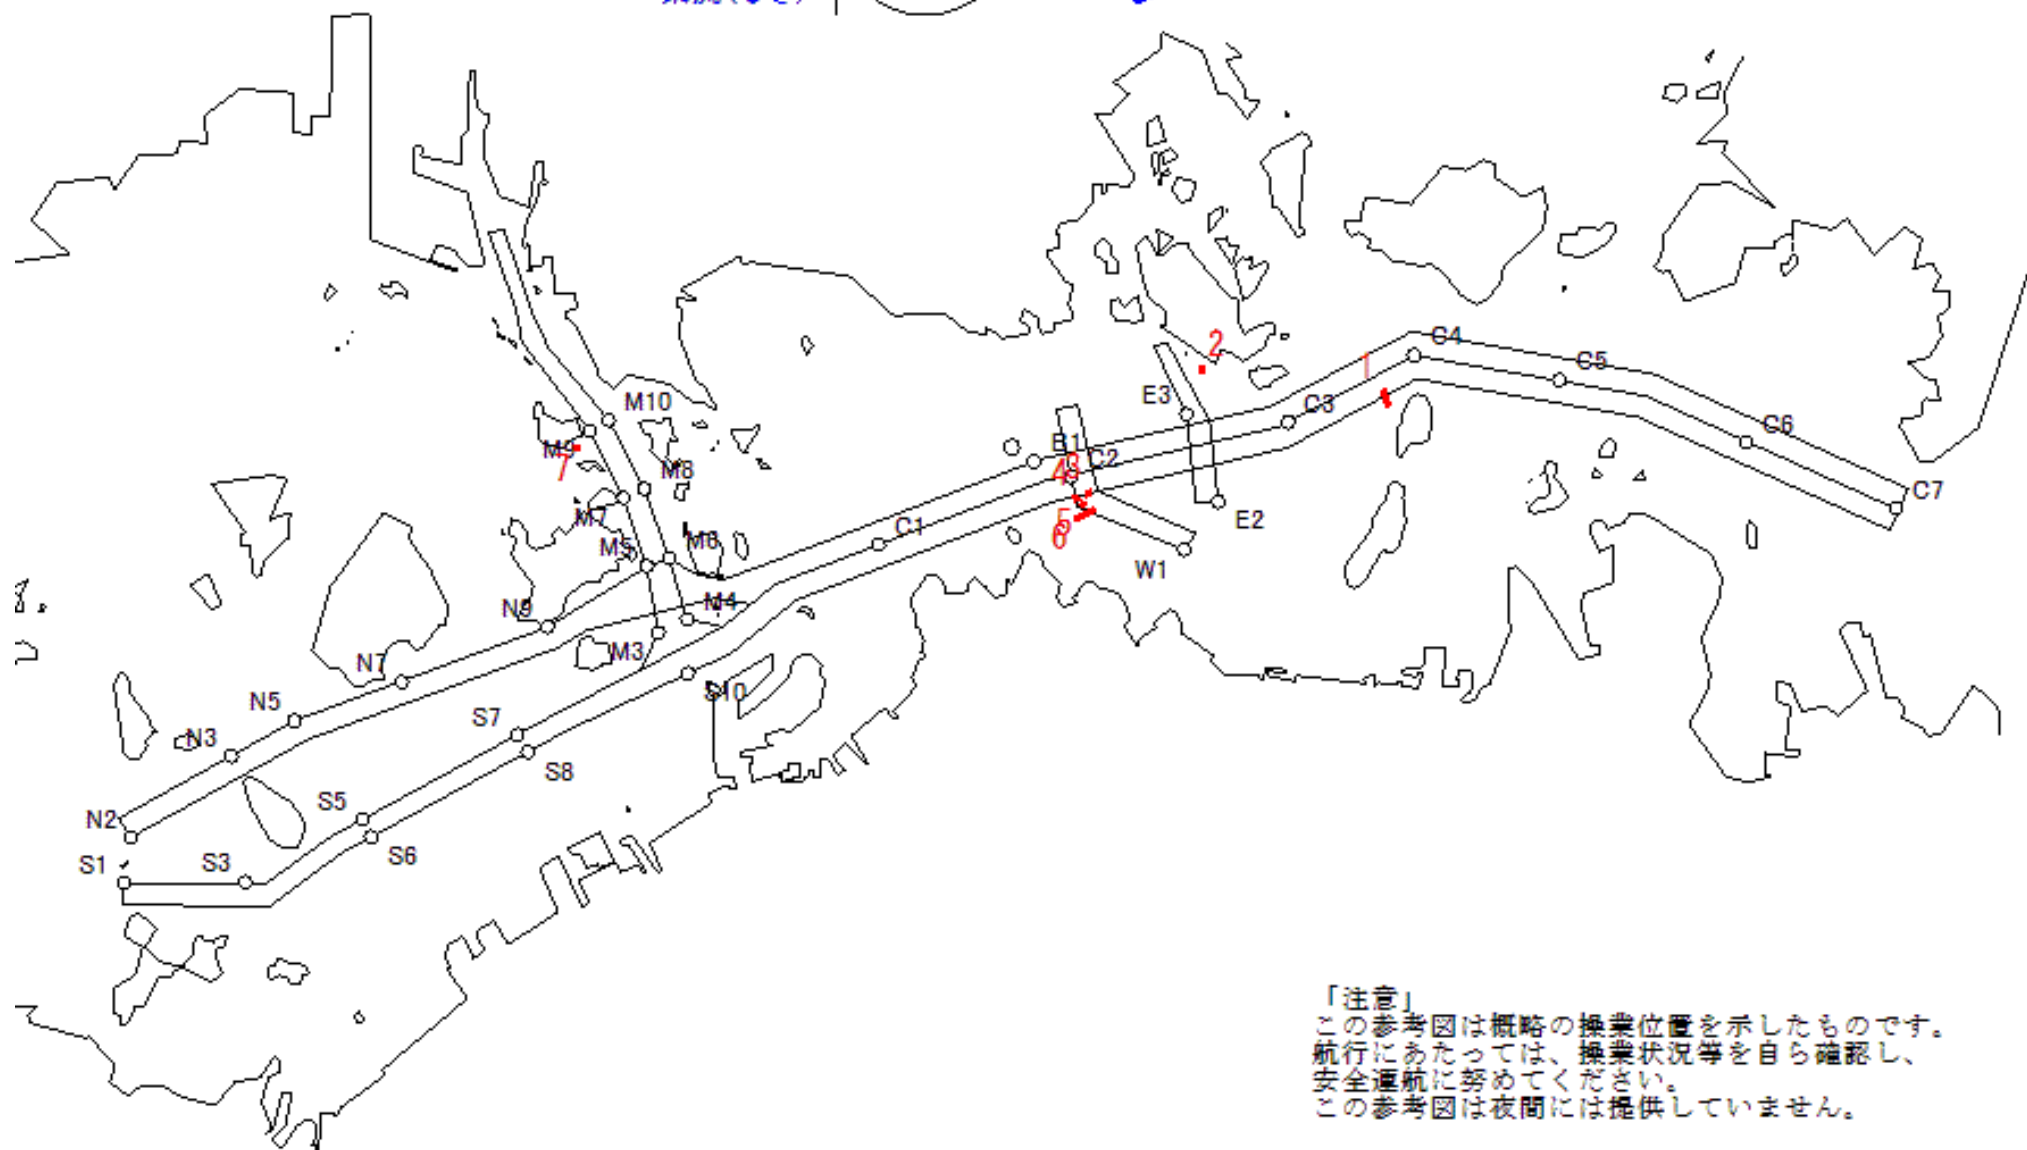 C4
2
1
C5
E3
M10
C3
C6
B1
M9
7
43
C2
M8
C7
M7
5
6
E2
C1
M5
M6
W1
N9
M4
M3
N7
S10
N5
S7
N3
S8
S5
N2
S6
S1
S3
「注意」
この参考図は概略の操業位置を示したものです。
航行にあたっては、操業状況等を自ら確認し、
安全運航に努めてください。
この参考図は夜間には提供していません。